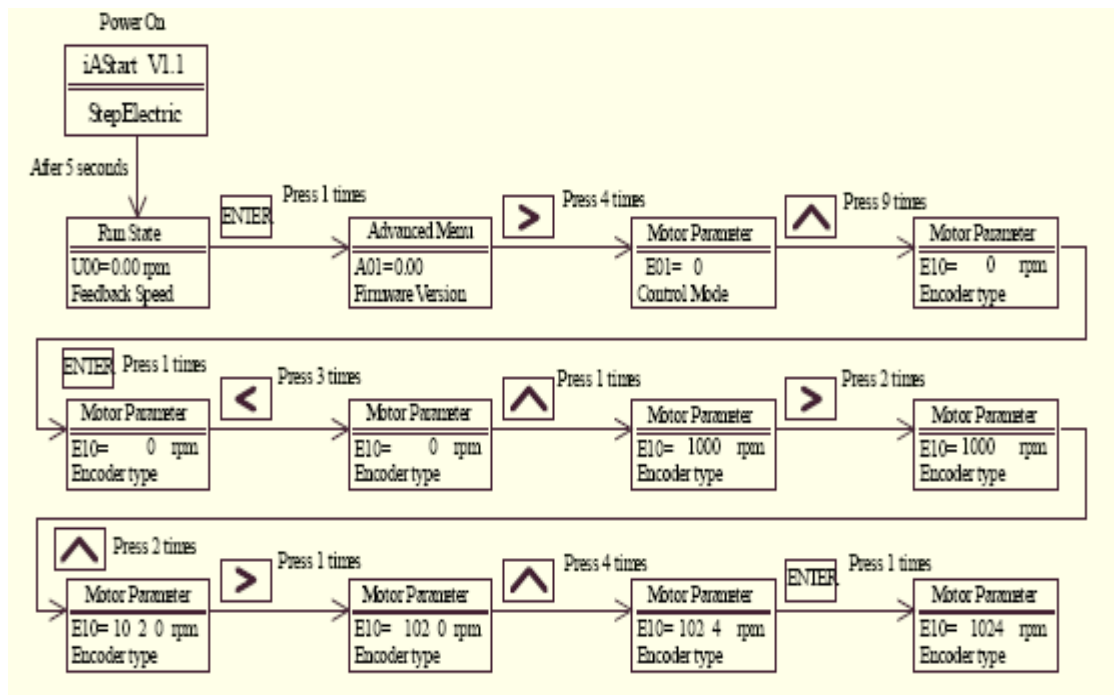 Power On
iAStart V1.1
StepElectric
Afer 5 seconds
ENTER
Press 1 times
>
Press 4 times
Press 9 times
Run State
U00=0.00 rpm
Feedback Speed
Advanced Menu
A01=0.00
Firmware Version
Motor Parameter
E01= 0
Control Mode
Motor Parameter
E10= 0 rpm
Encoder type
ENTER
Press 1 times
<
Press 3 times
Press 1 times
>
Press 2 times
Motor Parameter
E10= 0 rpm
Encoder type
Motor Parameter
E10= 0 rpm
Encoder type
Motor Parameter
E10= 1000 rpm
Encoder type
Motor Parameter
E10= 1000 rpm
Encoder type
Press 2 times
>
Press 1 times
Press 4 times
ENTER
Press 1 times
Motor Parameter
E10= 10 2 0 rpm
Encoder type
Motor Parameter
E10= 102 0 rpm
Encoder type
Motor Parameter
E10= 102 4 rpm
Encoder type
Motor Parameter
E10= 1024 rpm
Encoder type